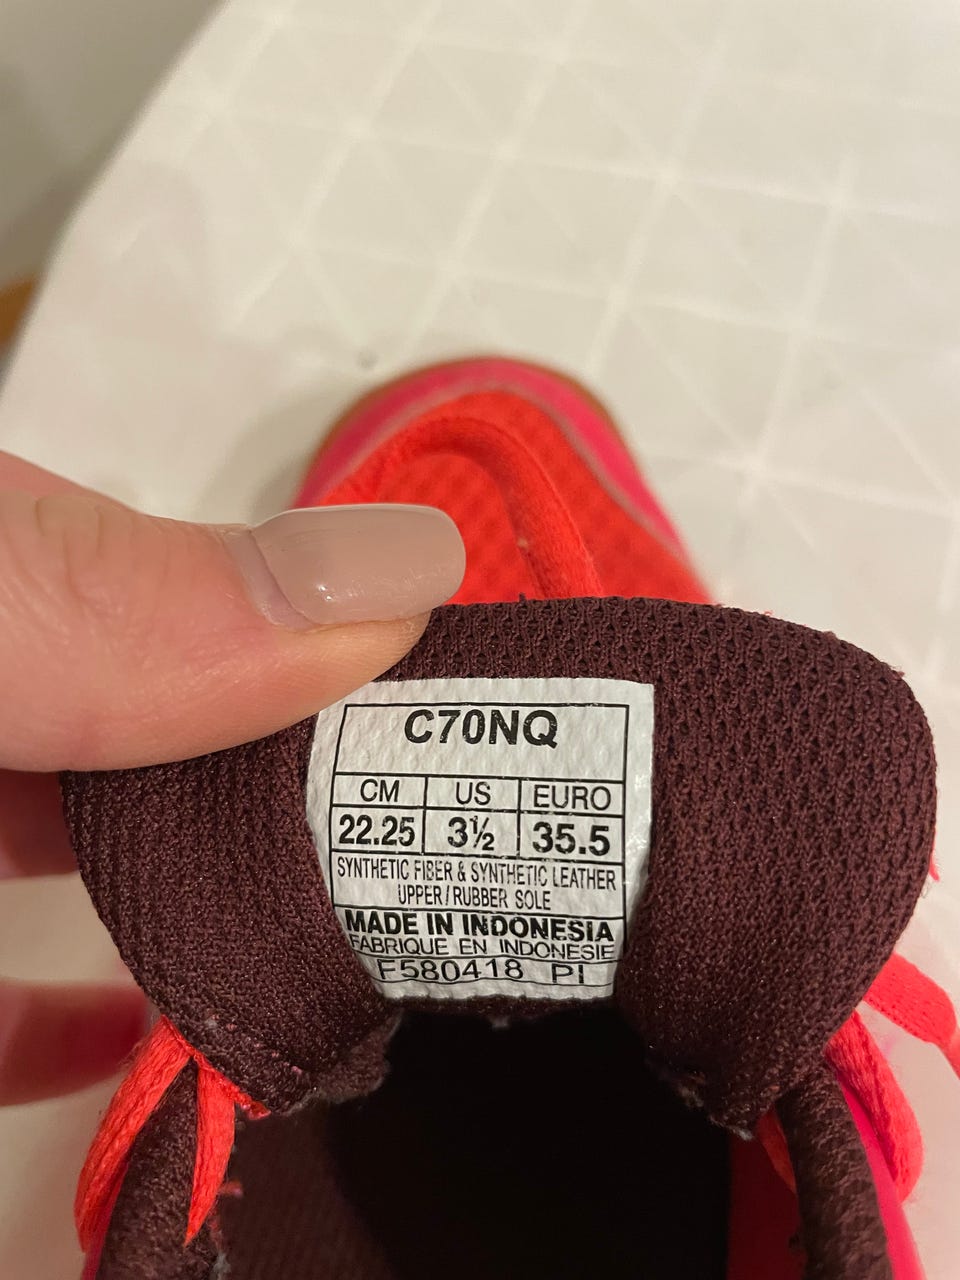 C70NQ
CM US EURO
22.25 3½ 35.5
SYNTHETIC FIBER & SYNTHETIC LEATHER
UPPER / RUBBER SOLE
MADE IN INDONESIA
FABRIQUE EN INDONESIE
F580418 PI